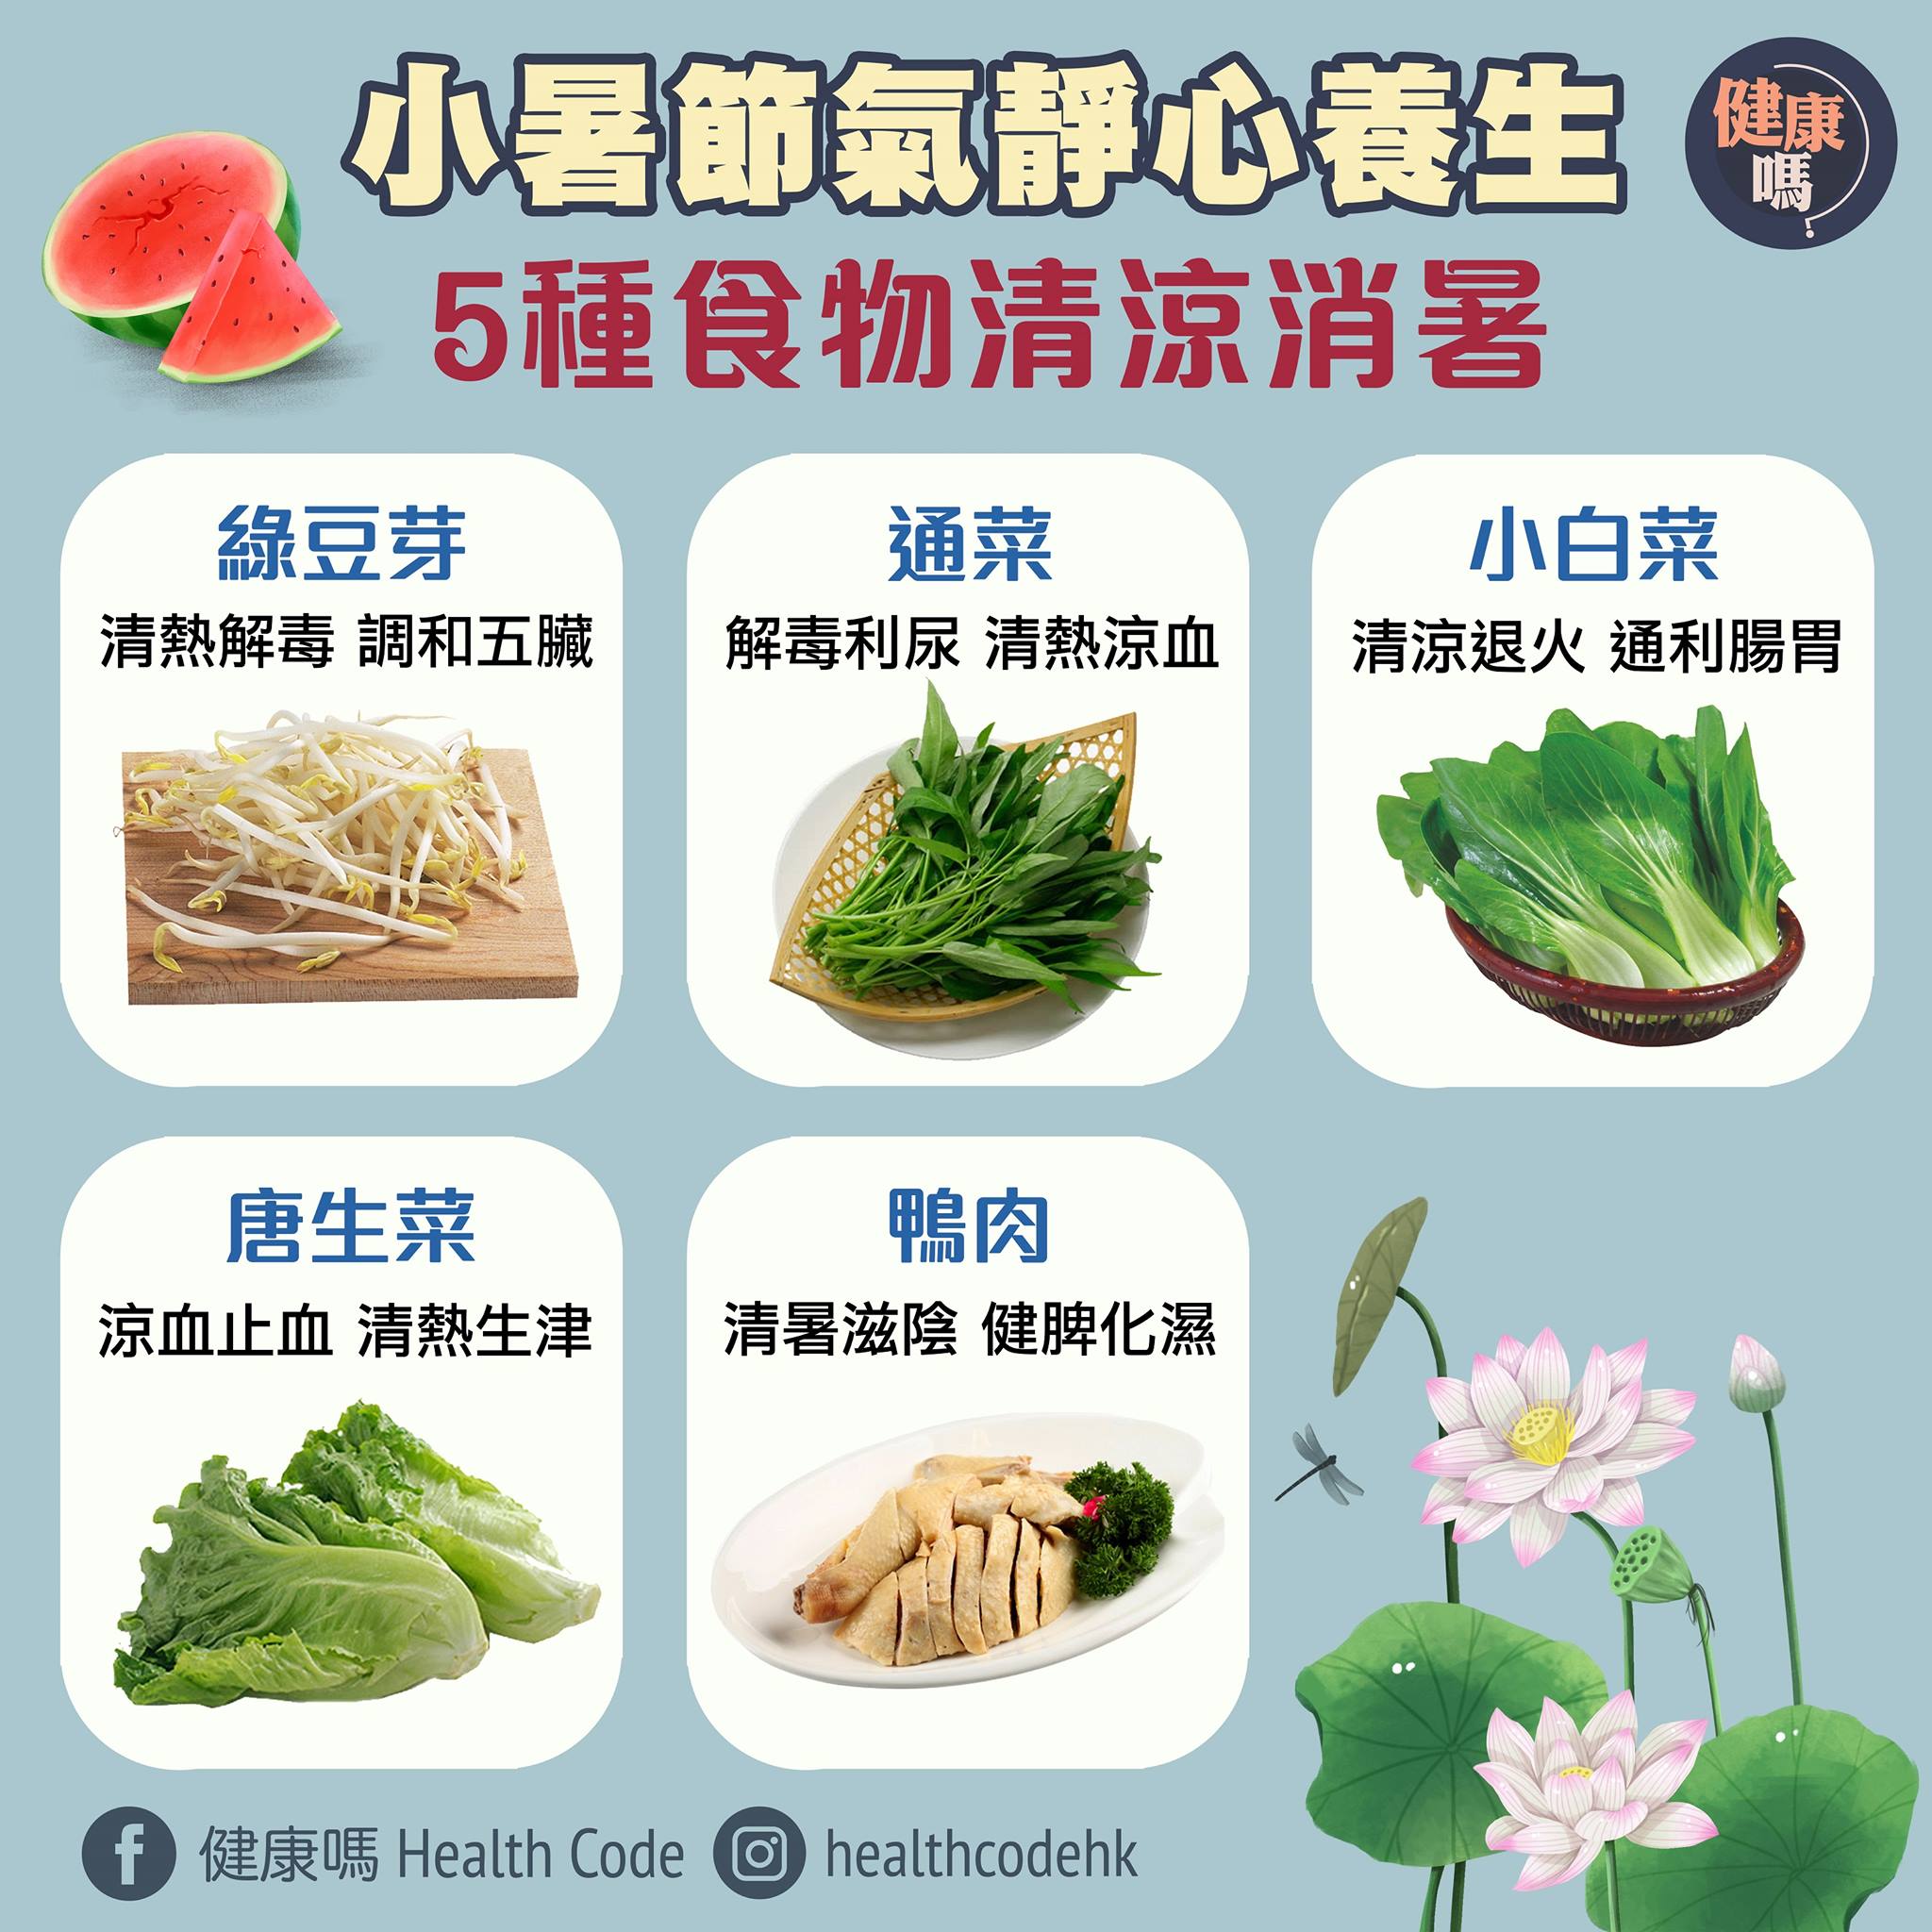 小暑節氣靜心養生
健康
嗎?
5種食物清涼消暑
綠豆芽
清熱解毒 調和五臟
通菜
解毒利尿 清熱涼血
小白菜
清涼退火 通利腸胃
唐生菜
涼血止血 清熱生津
鴨肉
清暑滋陰 健脾化濕
健康嗎 Health Code
healthcodehk